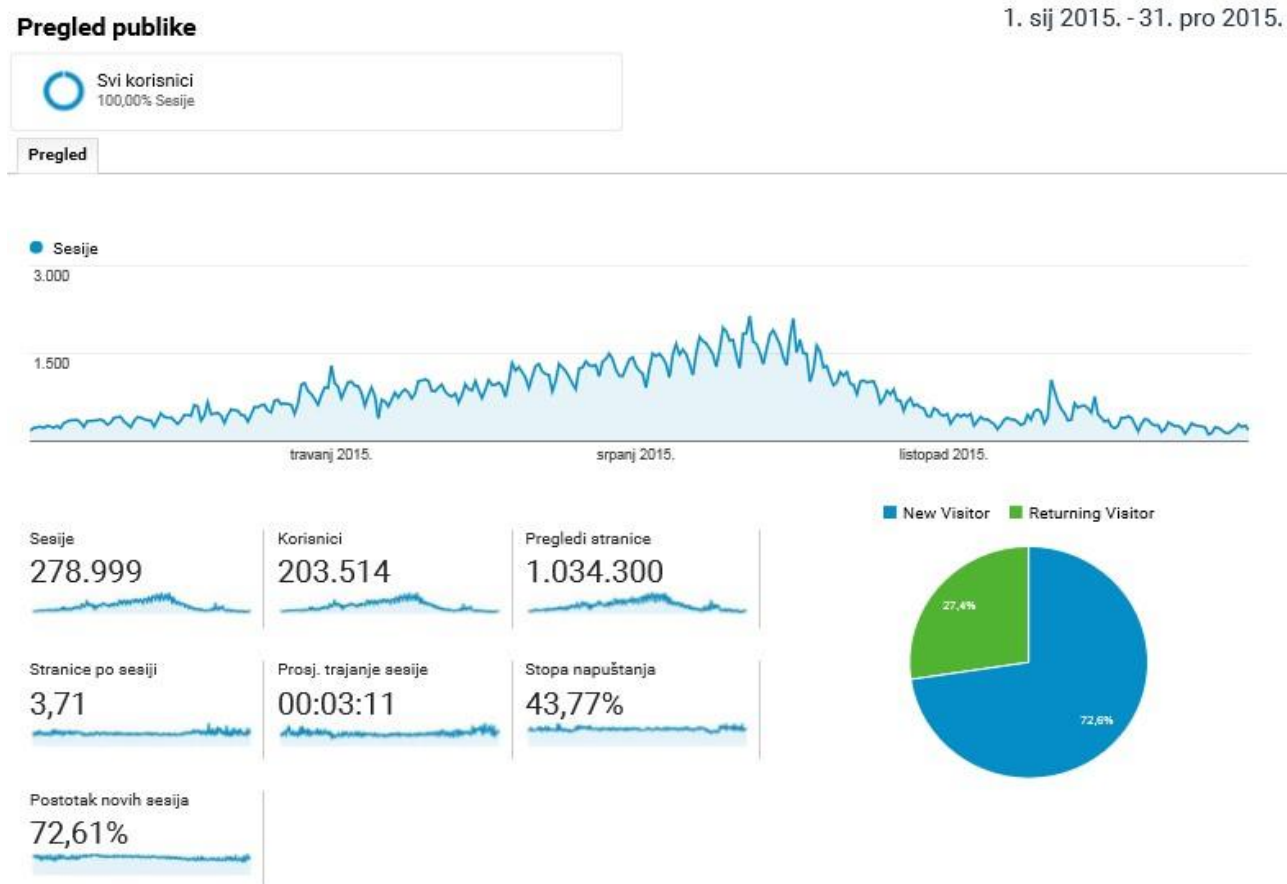 Pregled publike
1. sij 2015. - 31. pro 2015.
Svi korisnici
100,00% Sesije
Pregled
Sesije
3.000
1.500
travanj 2015.
srpanj 2015.
listopad 2015.
New Visitor
Returning Visitor
Sesije
278.999
Korisnici
203.514
Pregledi stranice
1.034.300
27,4%
72,6%
Stranice po sesiji
3,71
Prosj. trajanje sesije
00:03:11
Stopa napuštanja
43,77%
Postotak novih sesija
72,61%